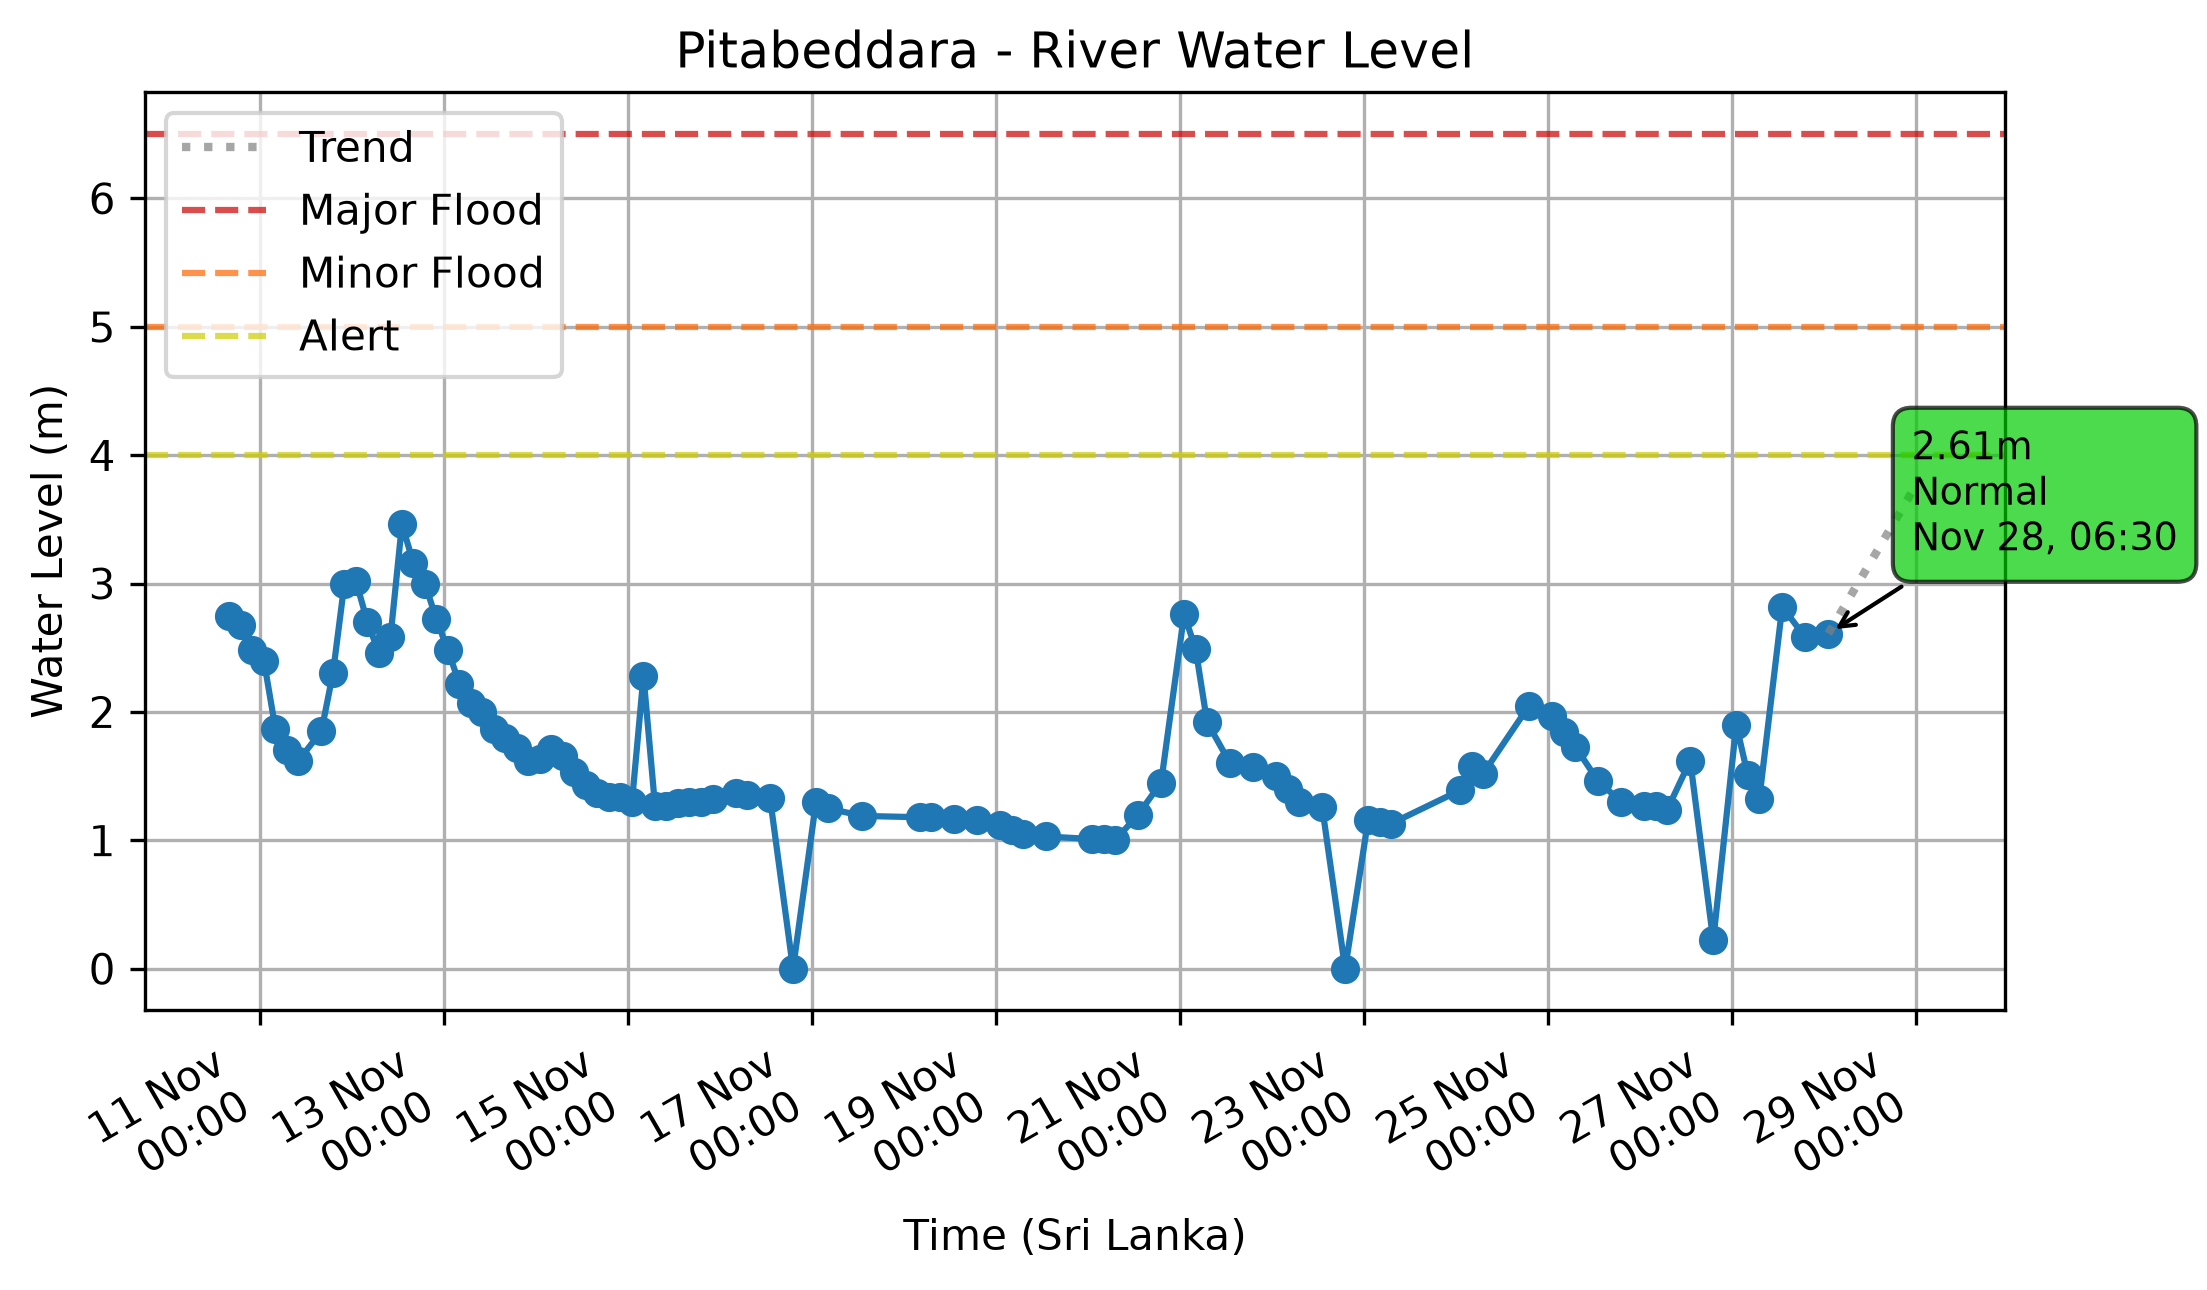 Pitabeddara - River Water Level
Trend
Major Flood
Minor Flood
Alert
6
5
4
3
2
1
0
Water Level (m)
2.61m
Normal
Nov 28, 06:30
11 Nov
00:00
13 Nov
00:00
15 Nov
00:00
17 Nov
00:00
19 Nov
00:00
21 Nov
00:00
23 Nov
00:00
25 Nov
00:00
27 Nov
00:00
29 Nov
00:00
Time (Sri Lanka)